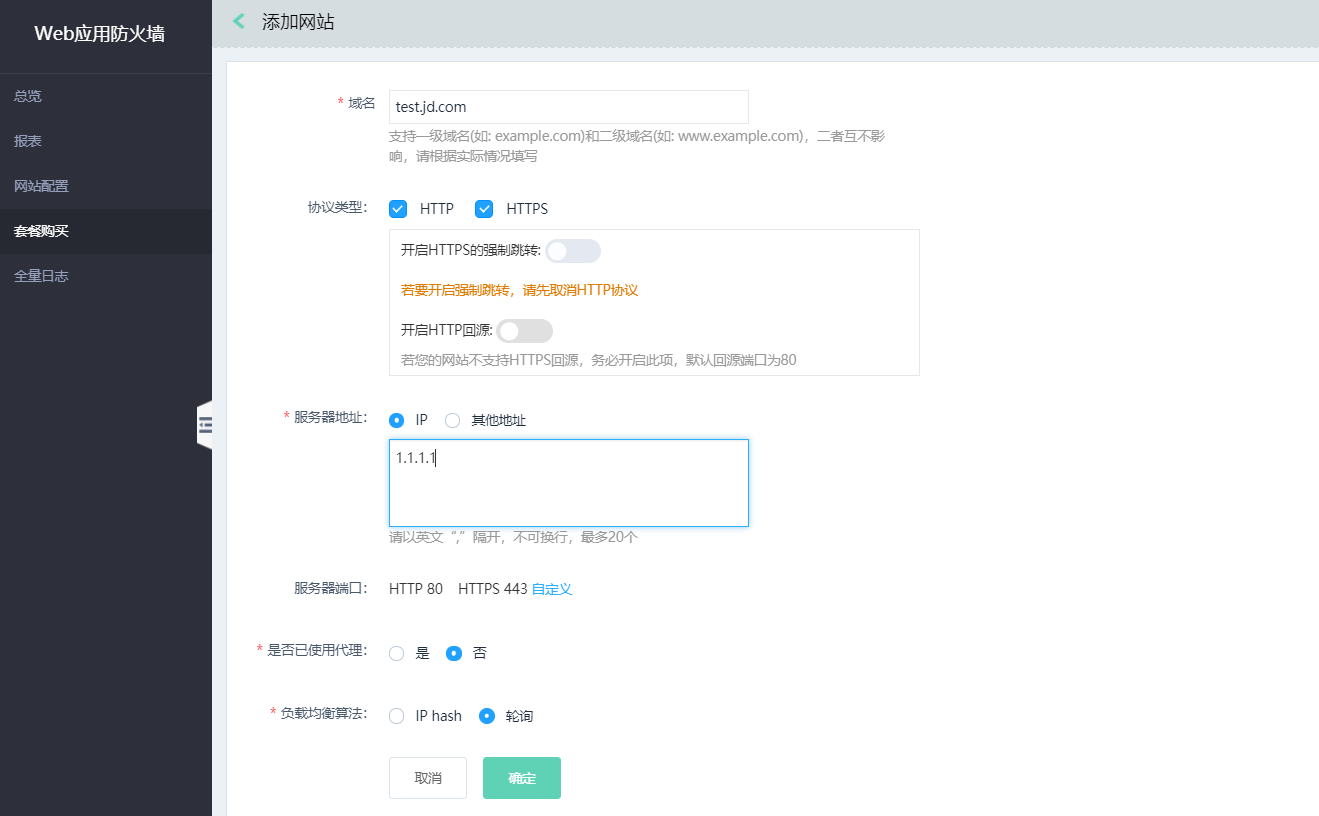 Web应用防火墙
总览
报表
网站配置
套餐购买
全量日志
添加网站
* 域名
test.jd.com
支持一级域名(如: example.com)和二级域名(如: www.example.com)，二者互不影
响，请根据实际情况填写
协议类型： HTTP HTTPS
开启HTTPS的强制跳转:
若要开启强制跳转，请先取消HTTP协议
开启HTTP回源:
若您的网站不支持HTTPS回源，务必开启此项，默认回源端口为80
* 服务器地址： IP 其他地址
1.1.1.1
请以英文“,”隔开，不可换行，最多20个
服务器端口： HTTP 80 HTTPS 443 自定义
* 是否已使用代理： 是 否
* 负载均衡算法： IP hash 轮询
取消 确定